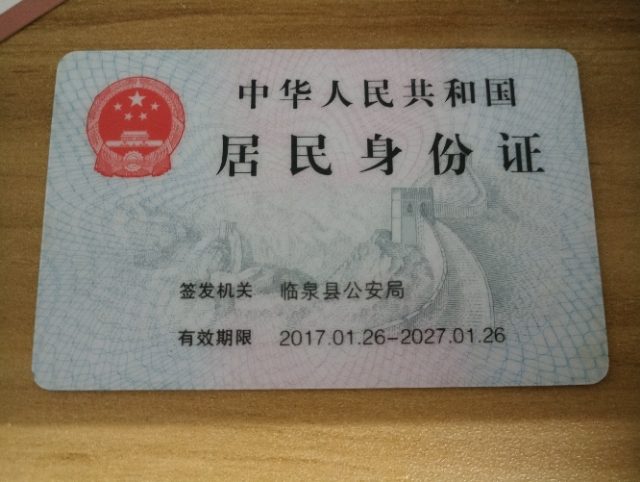 中华人民共和国
居民身份证
签发机关 临泉县公安局
有效期限 2017.01.26-2027.01.26